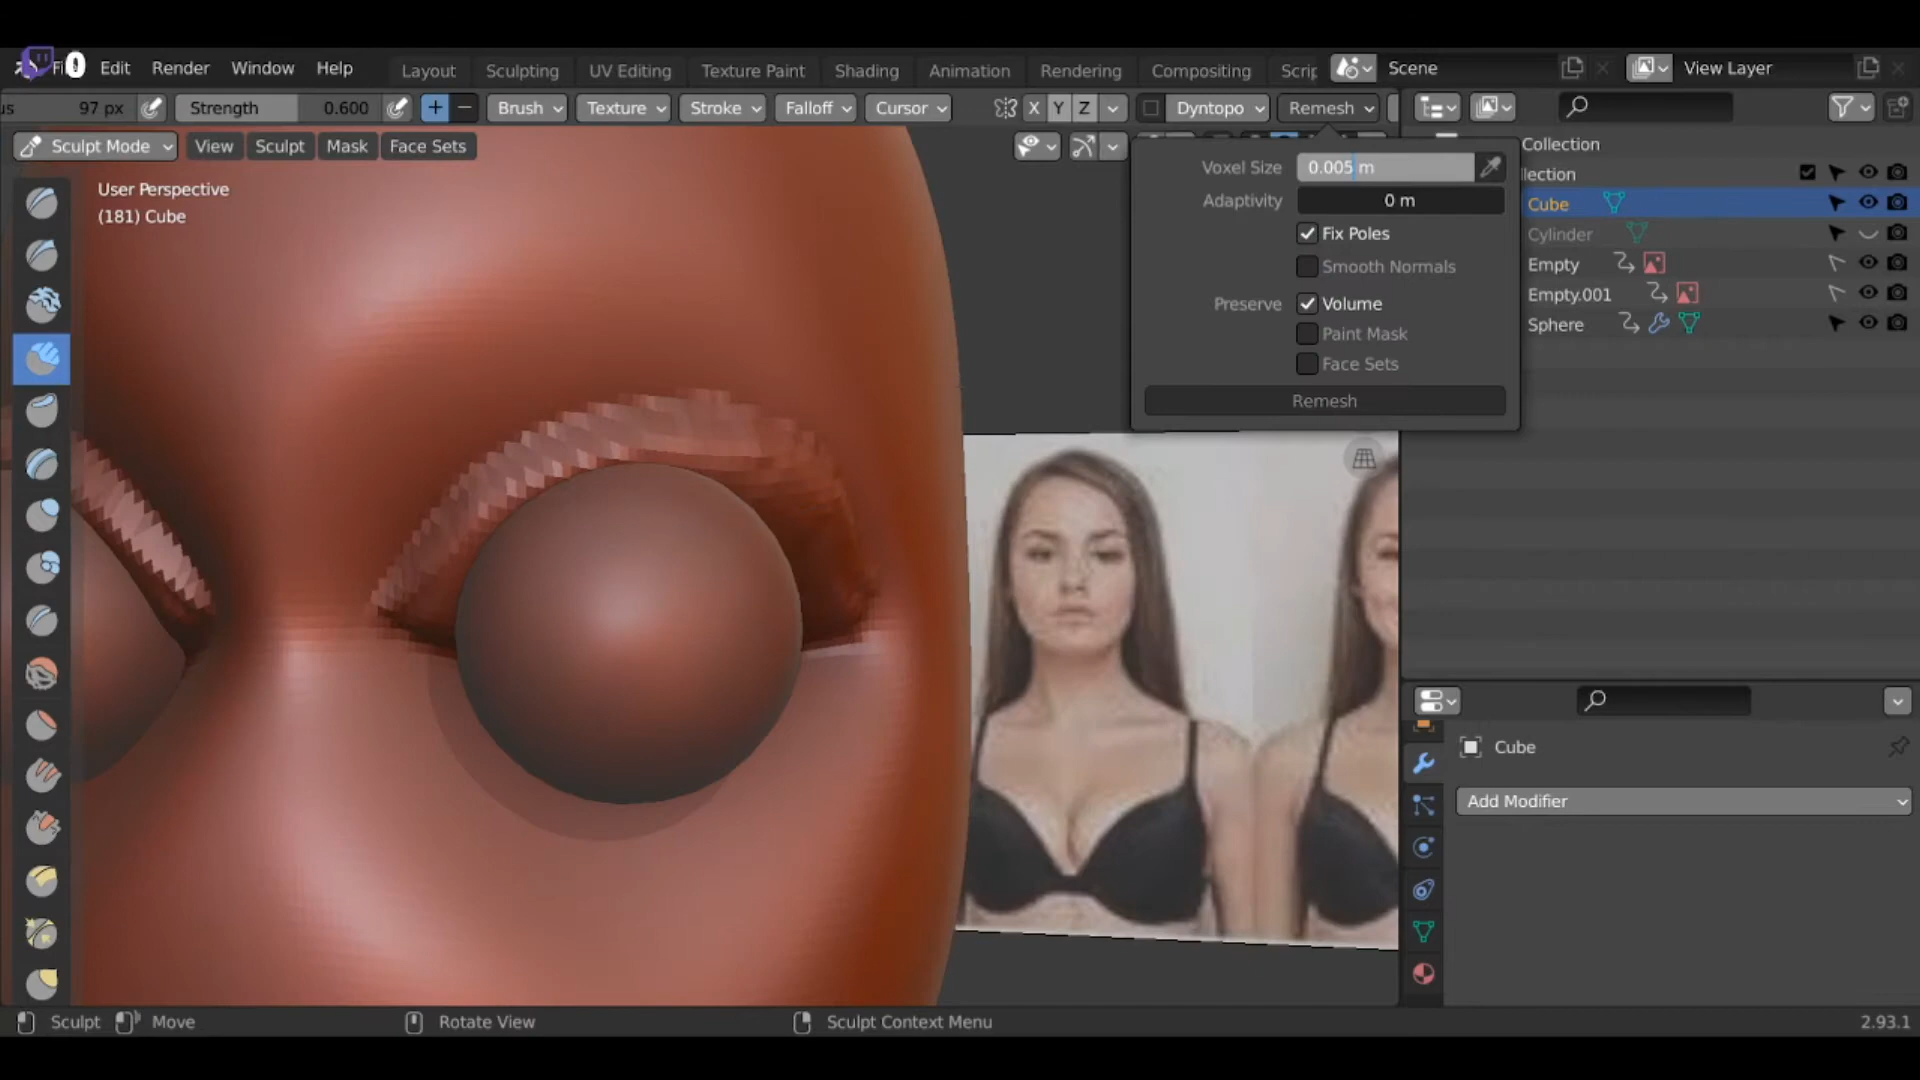 0
Edit Render Window Help Layout Sculpting UV Editing Texture Paint Shading Animation Rendering Compositing Scrip Scene View Layer
us 97 px Strength 0.600 + − Brush Texture Stroke Falloff Cursor X Y Z Dyntopo Remesh
Sculpt Mode View Sculpt Mask Face Sets
User Perspective
(181) Cube
Voxel Size 0.005 m
Adaptivity 0 m
Fix Poles
Smooth Normals
Preserve Volume
Paint Mask
Face Sets
Remesh
Collection
llection
Cube
Cylinder
Empty
Empty.001
Sphere
Cube
Add Modifier
Sculpt Move Rotate View Sculpt Context Menu 2.93.1